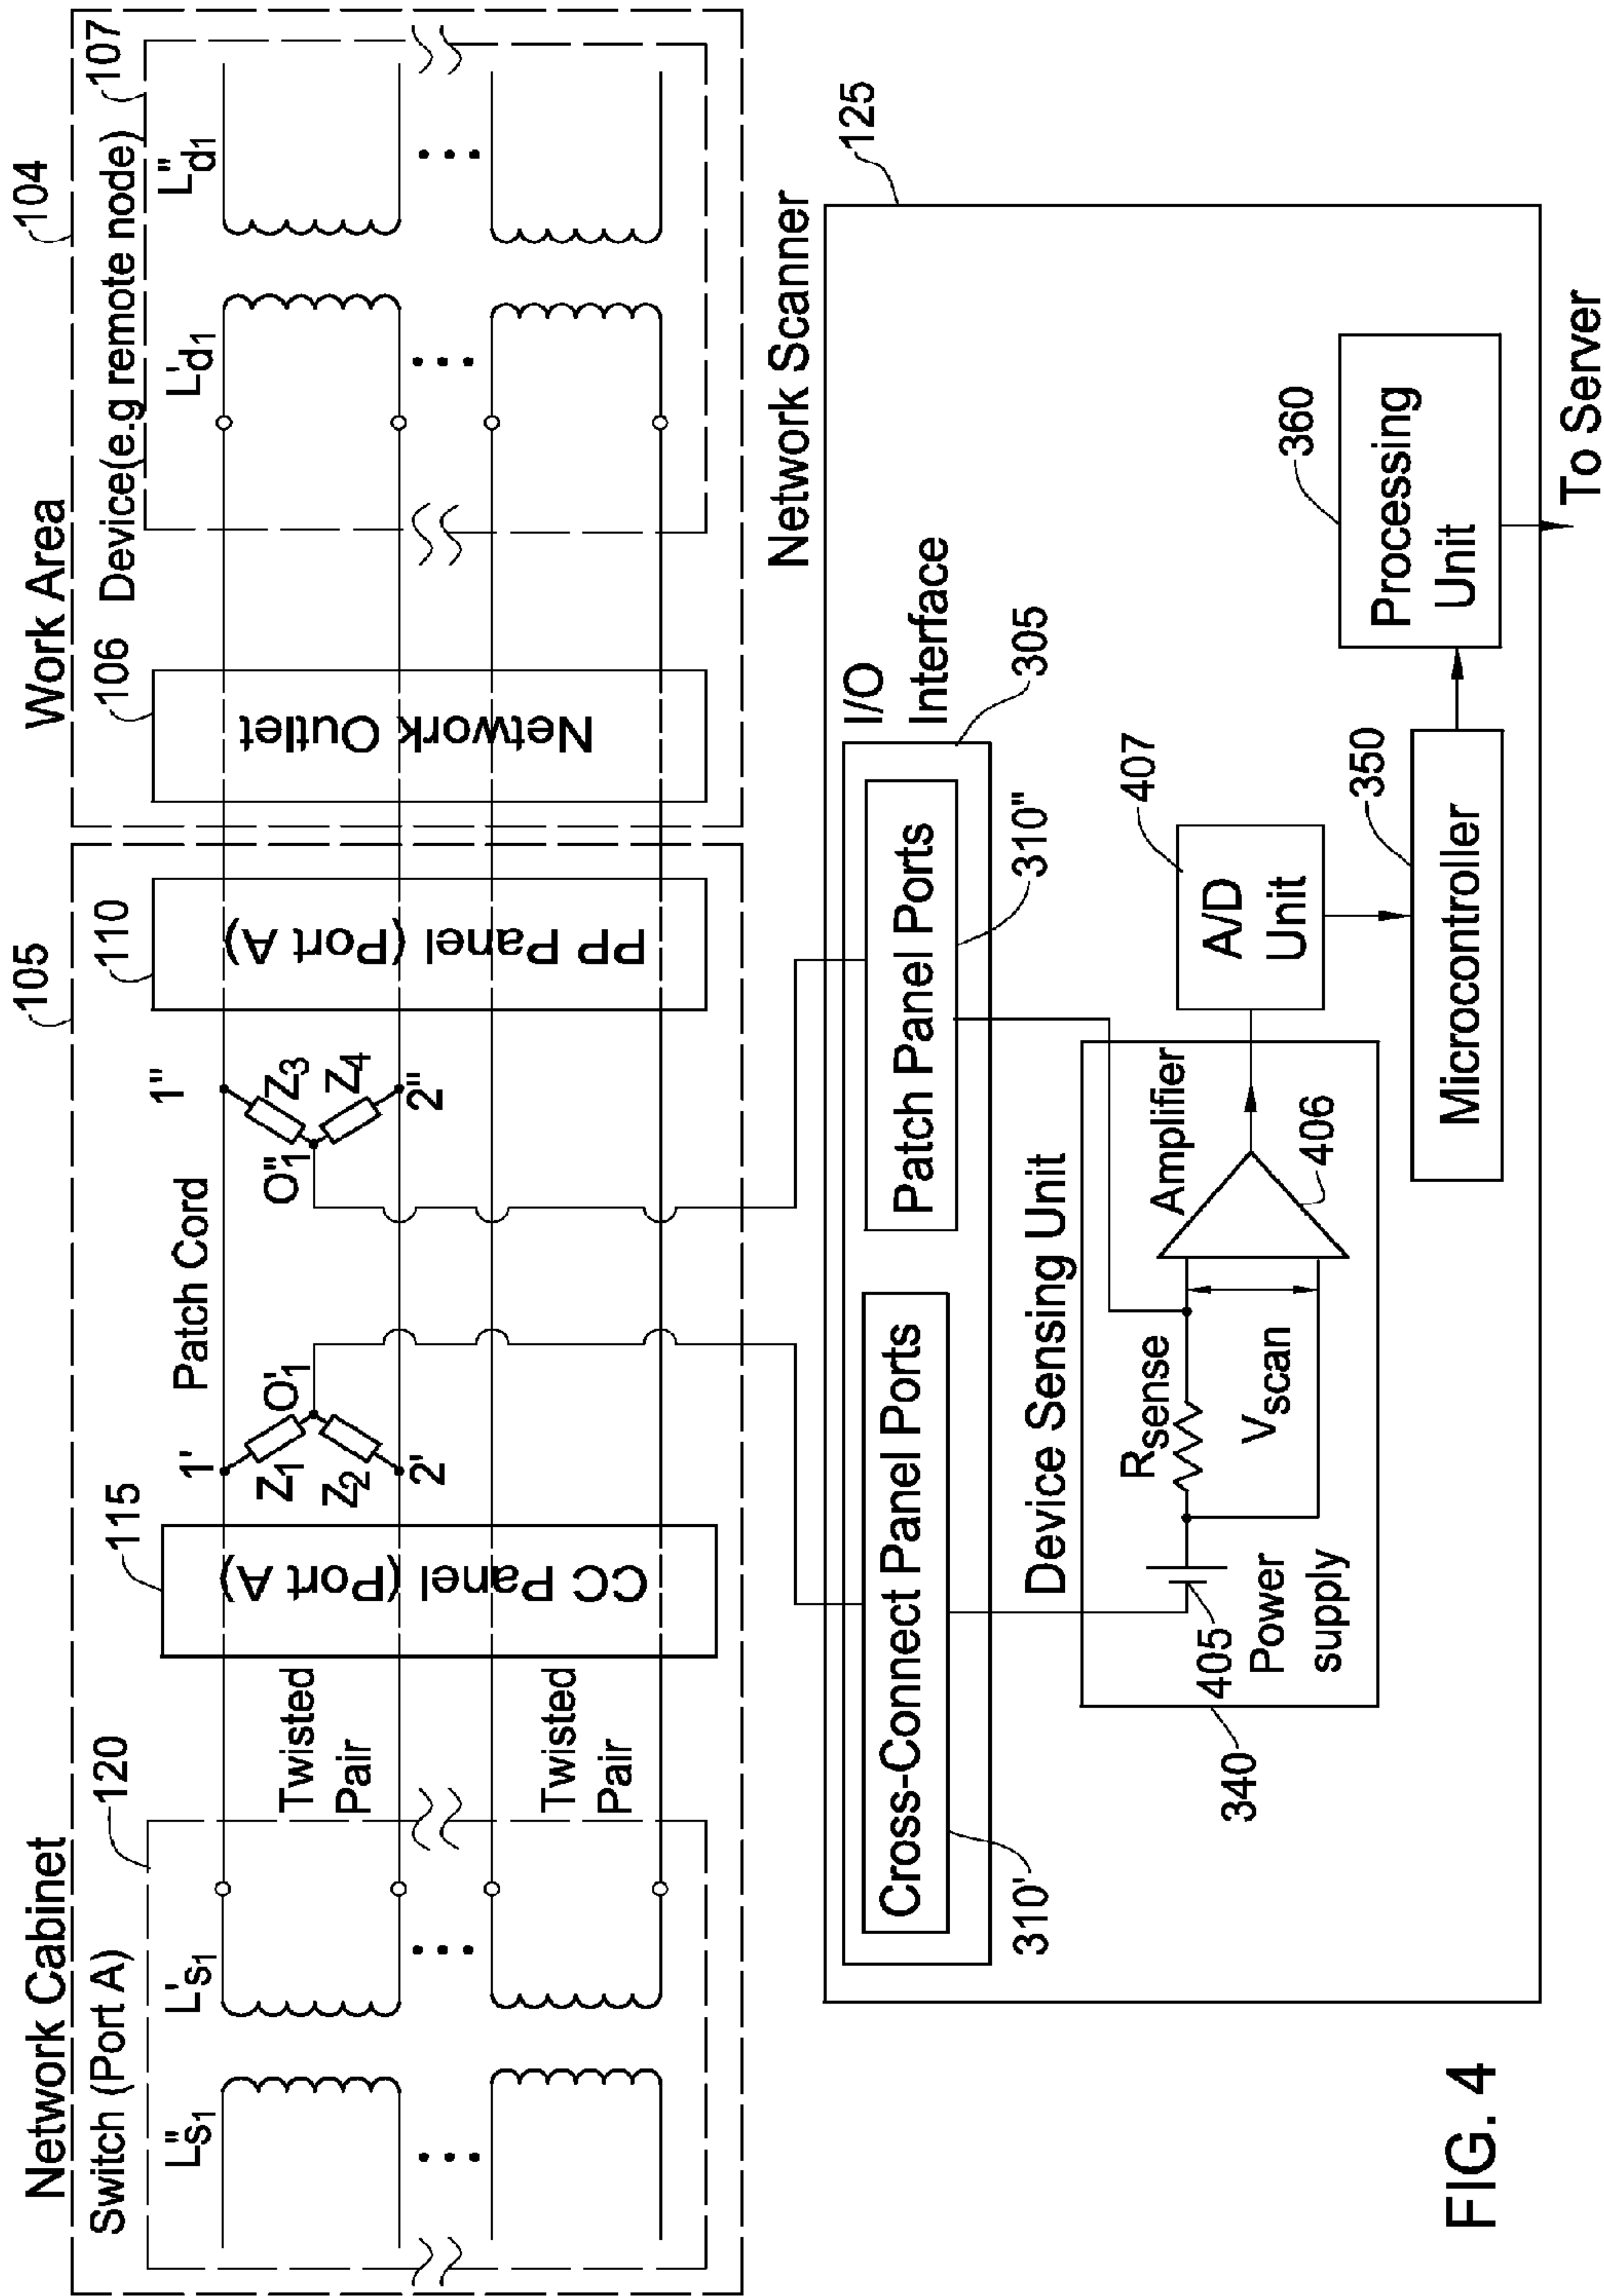 Network Cabinet
105
Work Area
104
Switch (Port A)
120
115
110
106
Device(e.g remote node)
107
L"s1
L's1
Twisted
Pair
Twisted
Pair
CC Panel (Port A)
1'
Z1
Z2
2'
O'1
Patch Cord
1"
O"1
Z3
Z4
2"
PP Panel (Port A)
Network Outlet
L'd1
L"d1
Network Scanner
125
I/O
Interface
305
Cross-Connect Panel Ports
310'
Patch Panel Ports
310"
Device Sensing Unit
340
405
Power
supply
Rsense
Vscan
Amplifier
406
A/D
Unit
407
Microcontroller
350
Processing
Unit
360
To Server
FIG. 4